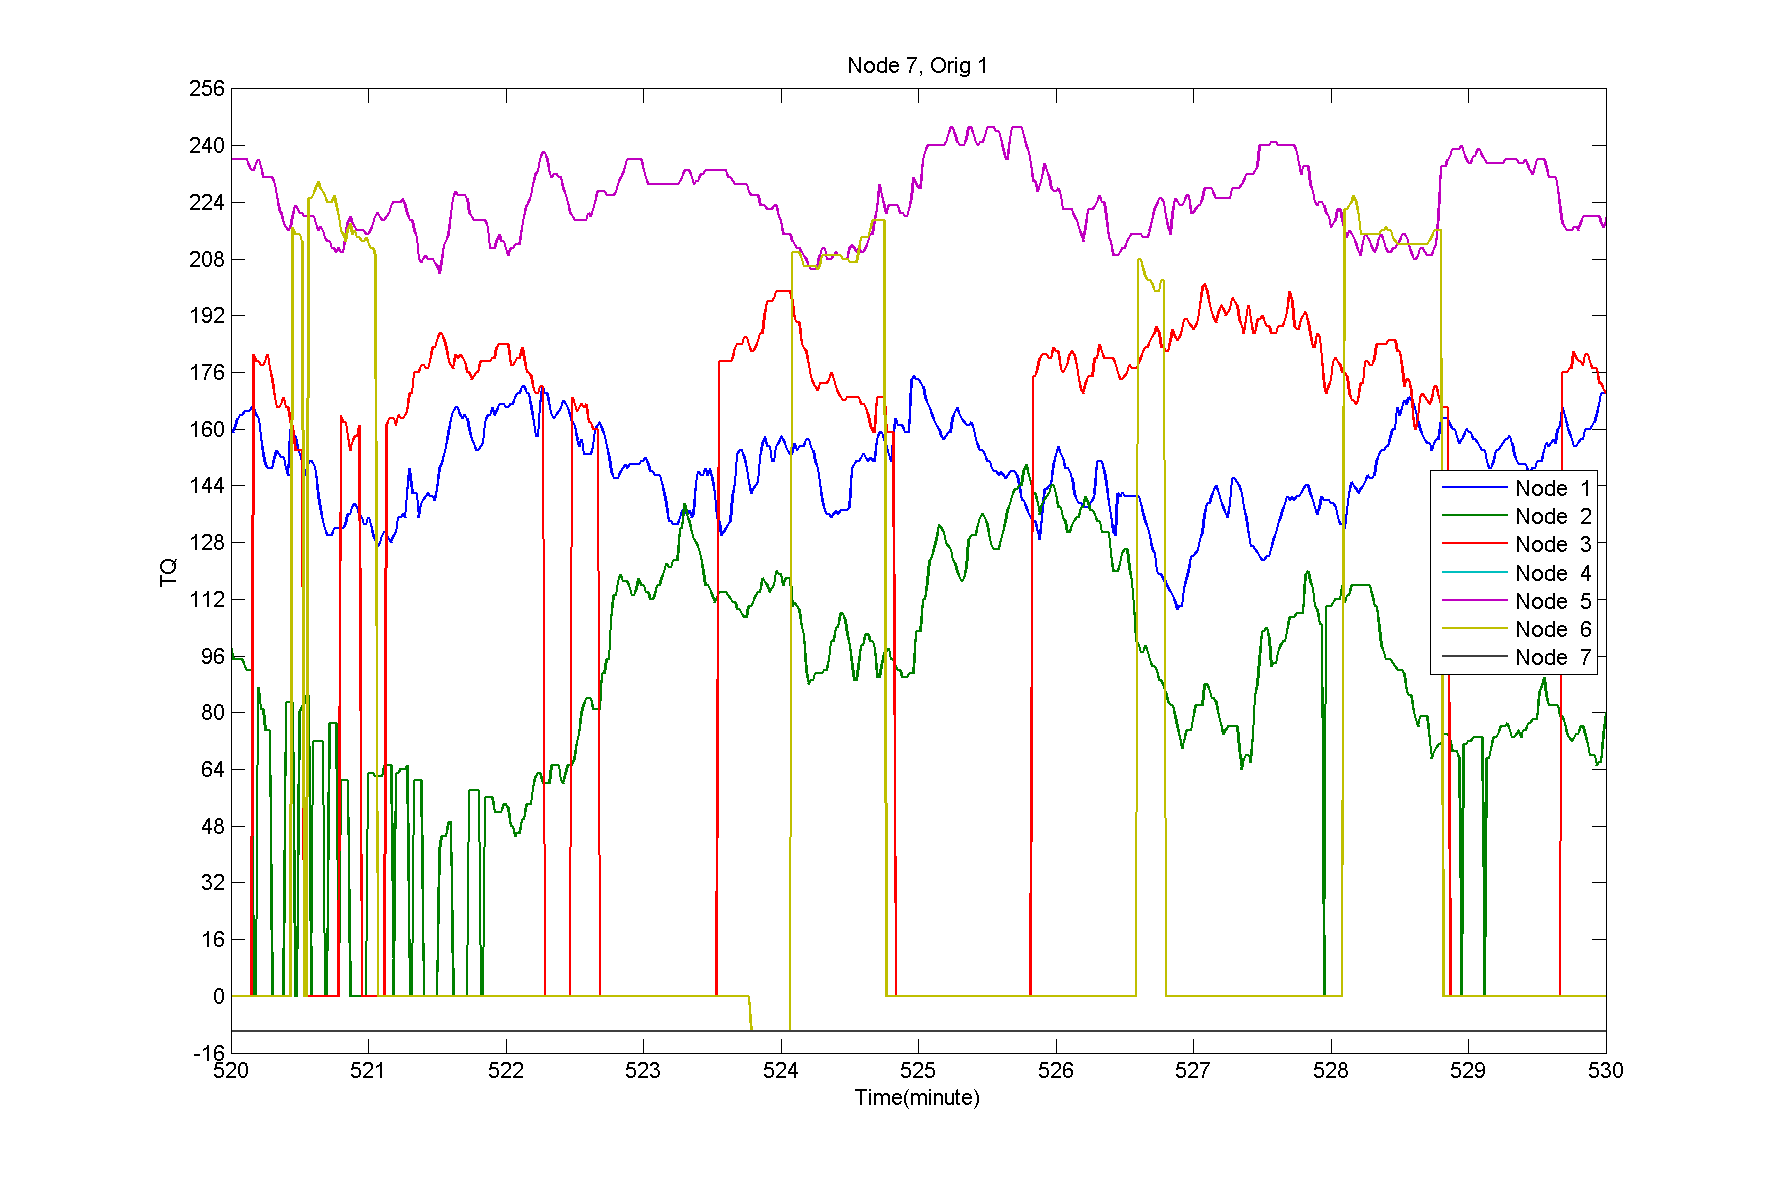 Node 7, Orig 1
256
240
224
208
192
176
160
144
128
112
96
80
64
48
32
16
0
-16
TQ
Node 1
Node 2
Node 3
Node 4
Node 5
Node 6
Node 7
520 521 522 523 524 525 526 527 528 529 530
Time(minute)